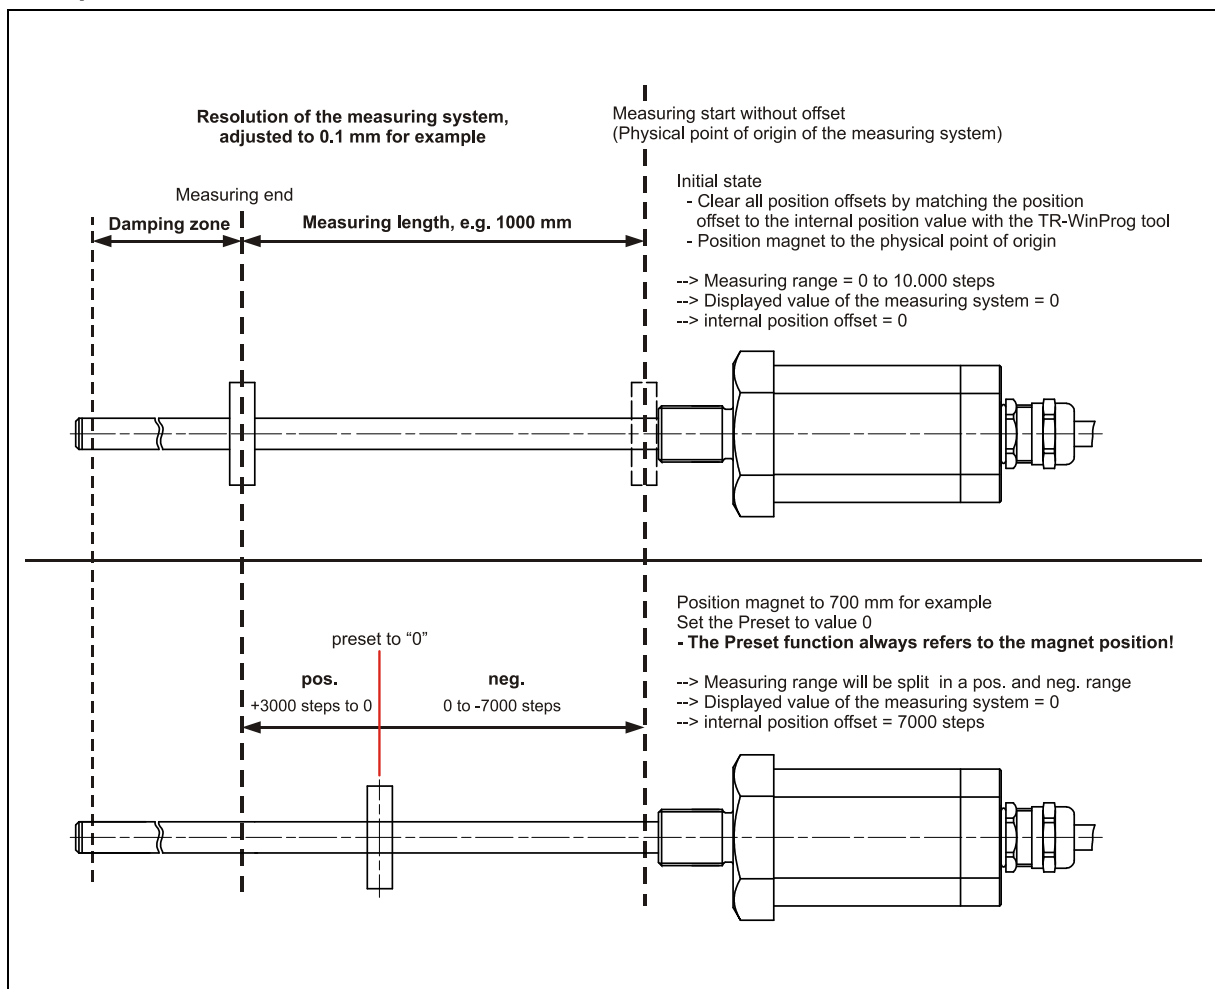 Resolution of the measuring system,
adjusted to 0.1 mm for example
Measuring start without offset
(Physical point of origin of the measuring system)
Measuring end
Damping zone
Measuring length, e.g. 1000 mm
Initial state
- Clear all position offsets by matching the position
offset to the internal position value with the TR-WinProg tool
- Position magnet to the physical point of origin
--> Measuring range = 0 to 10.000 steps
--> Displayed value of the measuring system = 0
--> internal position offset = 0
Position magnet to 700 mm for example
Set the Preset to value 0
- The Preset function always refers to the magnet position!
--> Measuring range will be split in a pos. and neg. range
--> Displayed value of the measuring system = 0
--> internal position offset = 7000 steps
preset to “0”
pos.
+3000 steps to 0
neg.
0 to -7000 steps